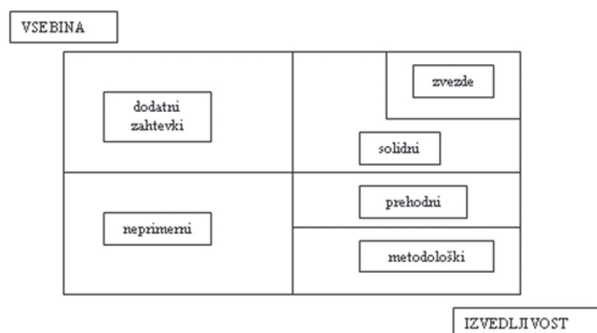 VSEBINA
zvezde
dodatni
zahtevki
solidni
prehodni
neprimerni
metodološki
IZVEDLJIVOST